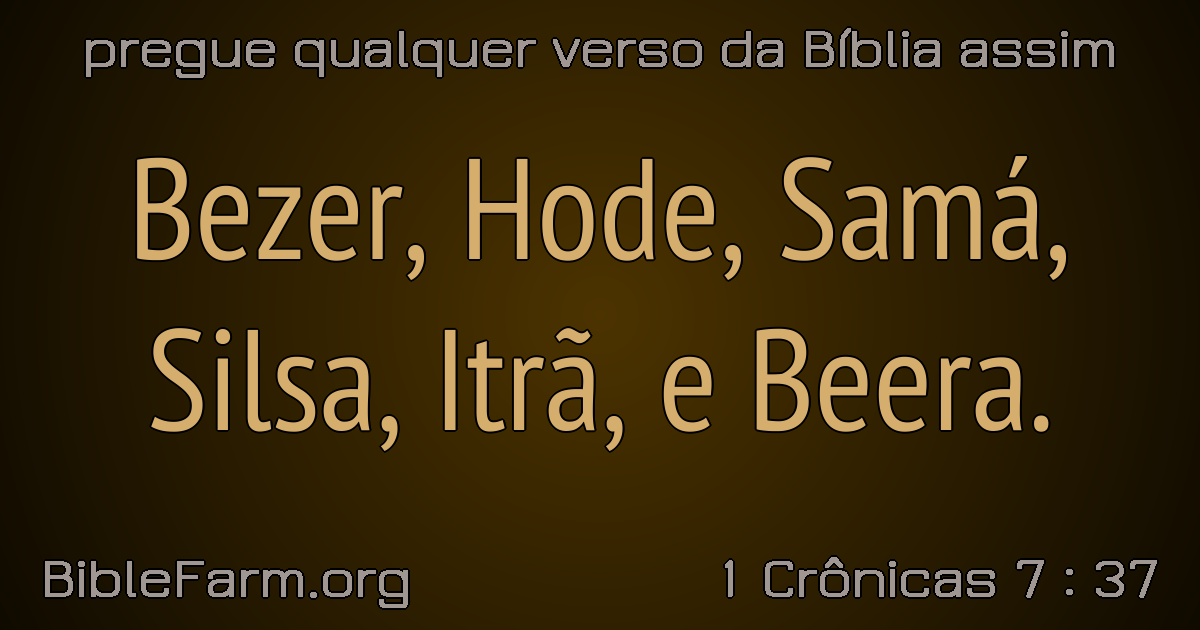 pregue qualquer verso da Bíblia assim
Bezer, Hode, Samá,
Silsa, Itrã, e Beera.
BibleFarm.org
1 Crônicas 7 : 37